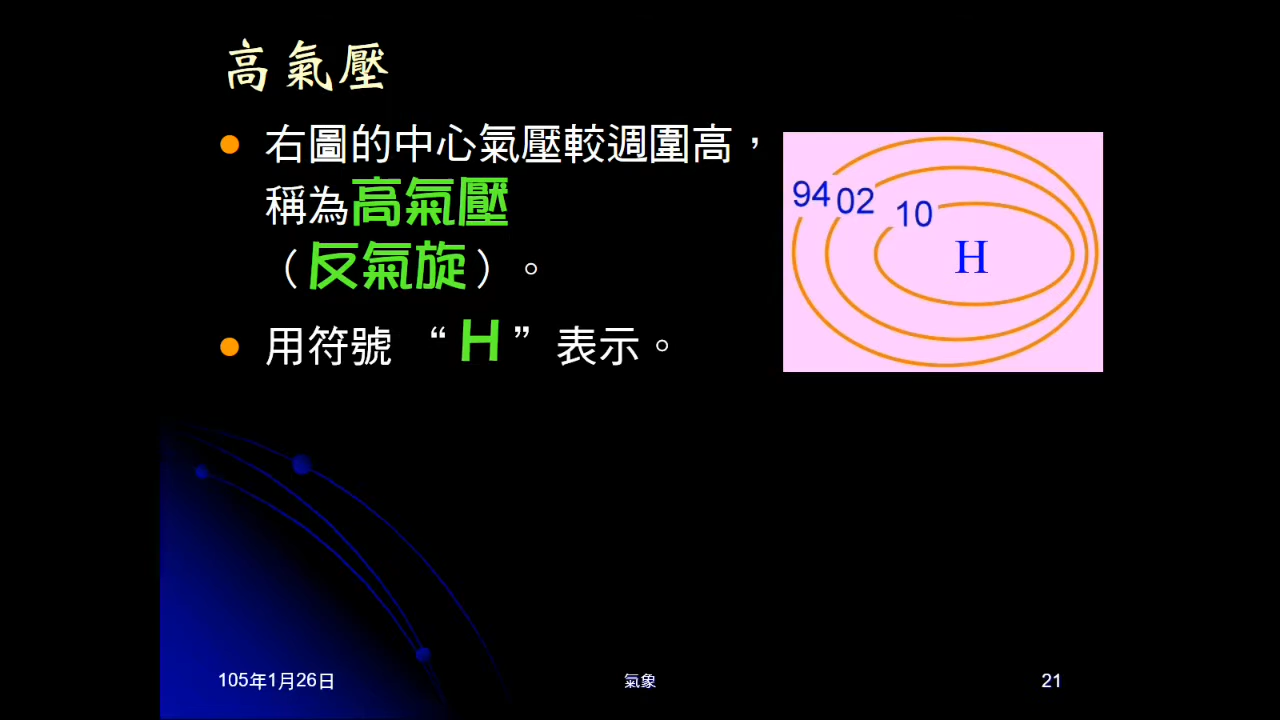 高氣壓
右圖的中心氣壓較週圍高，
稱為高氣壓
（反氣旋）。
用符號 “H” 表示。
94 02 10
H
105年1月26日 氣象 21